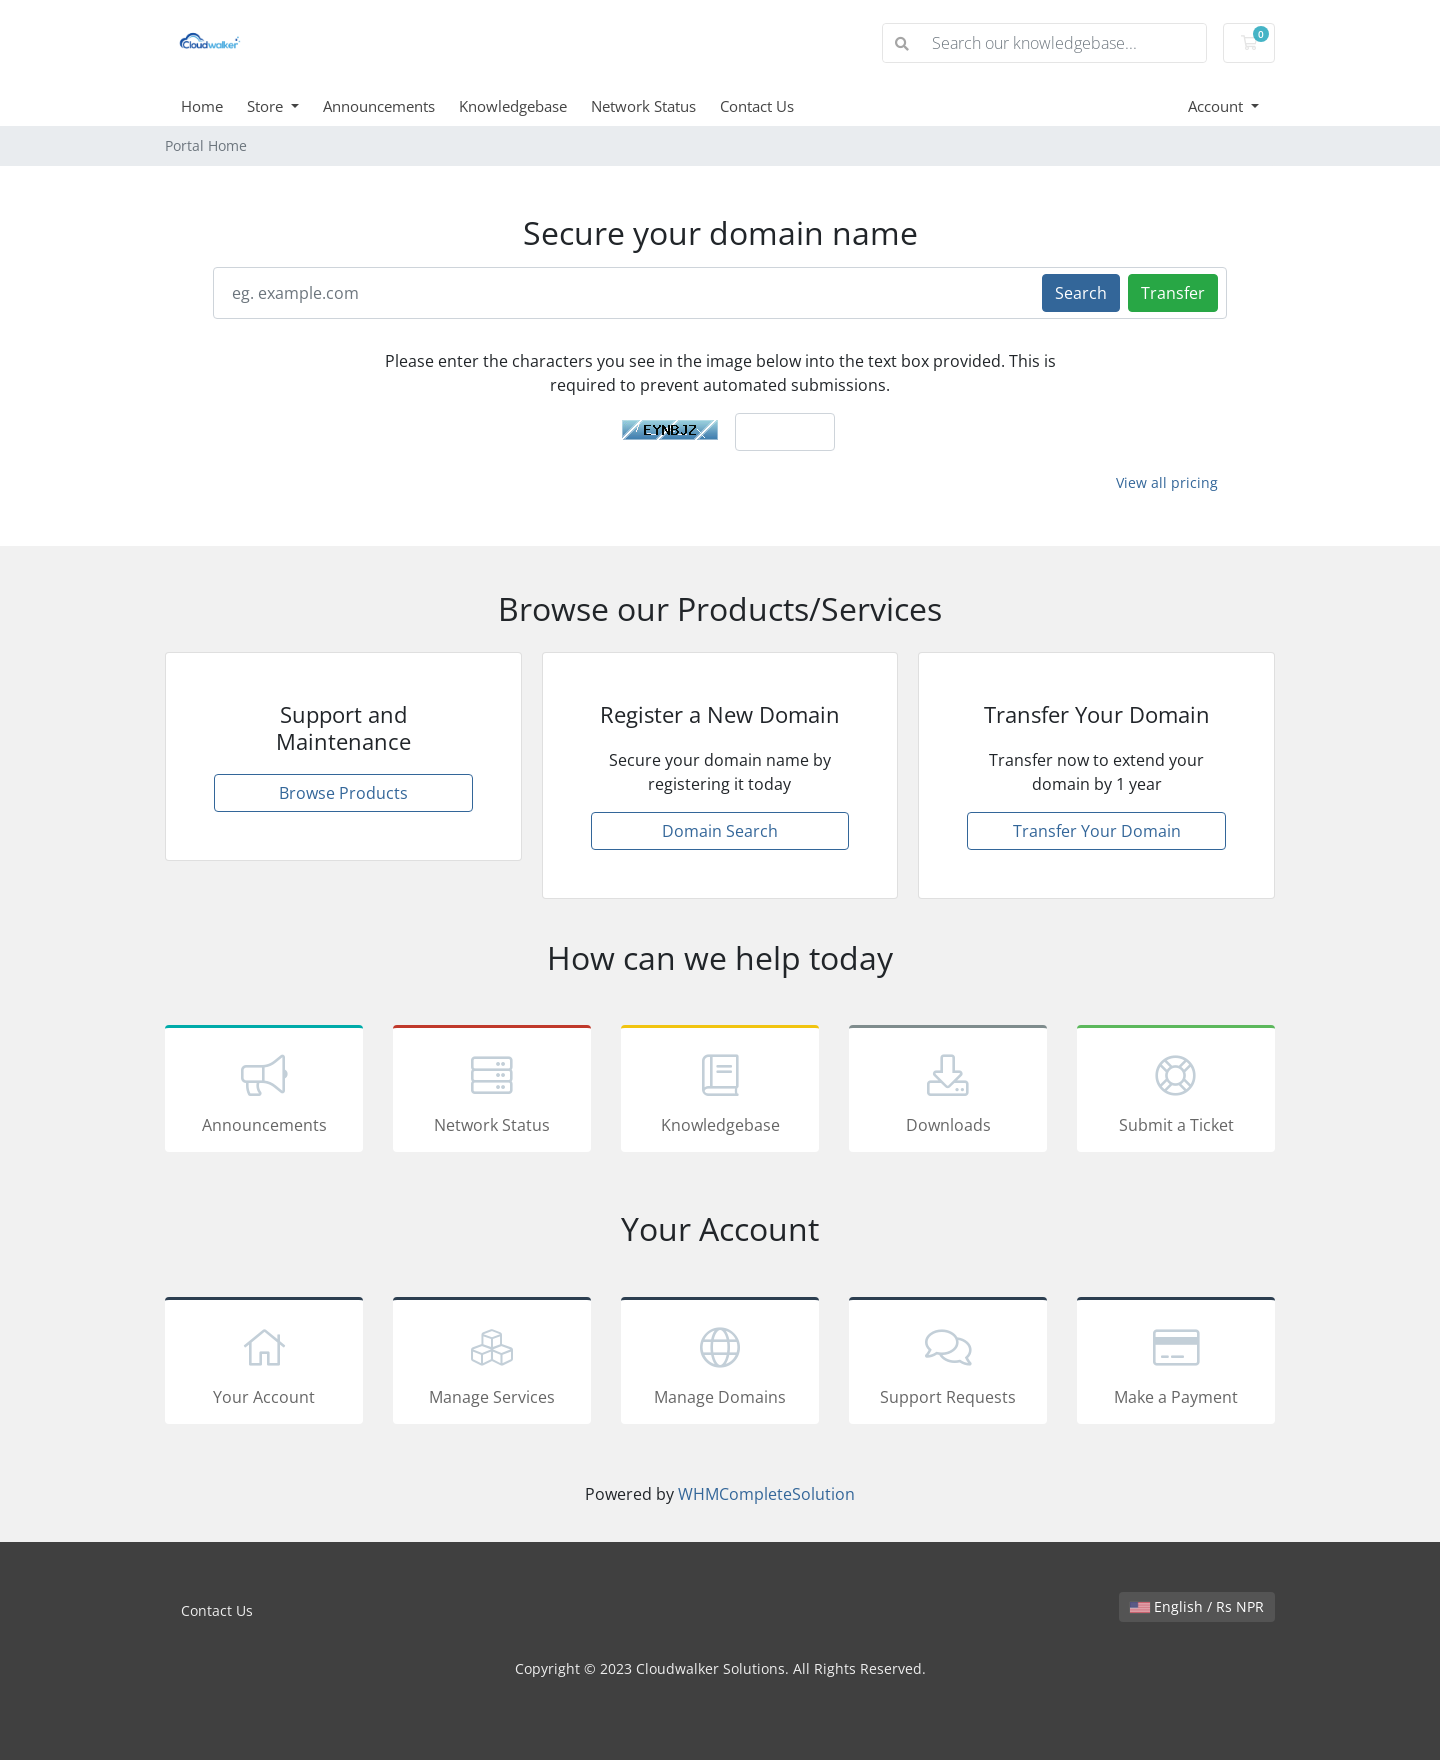 Cloudwalker
Search our knowledgebase...
0
Home
Store
Announcements
Knowledgebase
Network Status
Contact Us
Account
Portal Home
Secure your domain name
eg. example.com
Search
Transfer
Please enter the characters you see in the image below into the text box provided. This is
required to prevent automated submissions.
EYNBJZ
View all pricing
Browse our Products/Services
Support and
Maintenance
Browse Products
Register a New Domain
Secure your domain name by
registering it today
Domain Search
Transfer Your Domain
Transfer now to extend your
domain by 1 year
Transfer Your Domain
How can we help today
Announcements
Network Status
Knowledgebase
Downloads
Submit a Ticket
Your Account
Your Account
Manage Services
Manage Domains
Support Requests
Make a Payment
Powered by WHMCompleteSolution
Contact Us
English / Rs NPR
Copyright © 2023 Cloudwalker Solutions. All Rights Reserved.